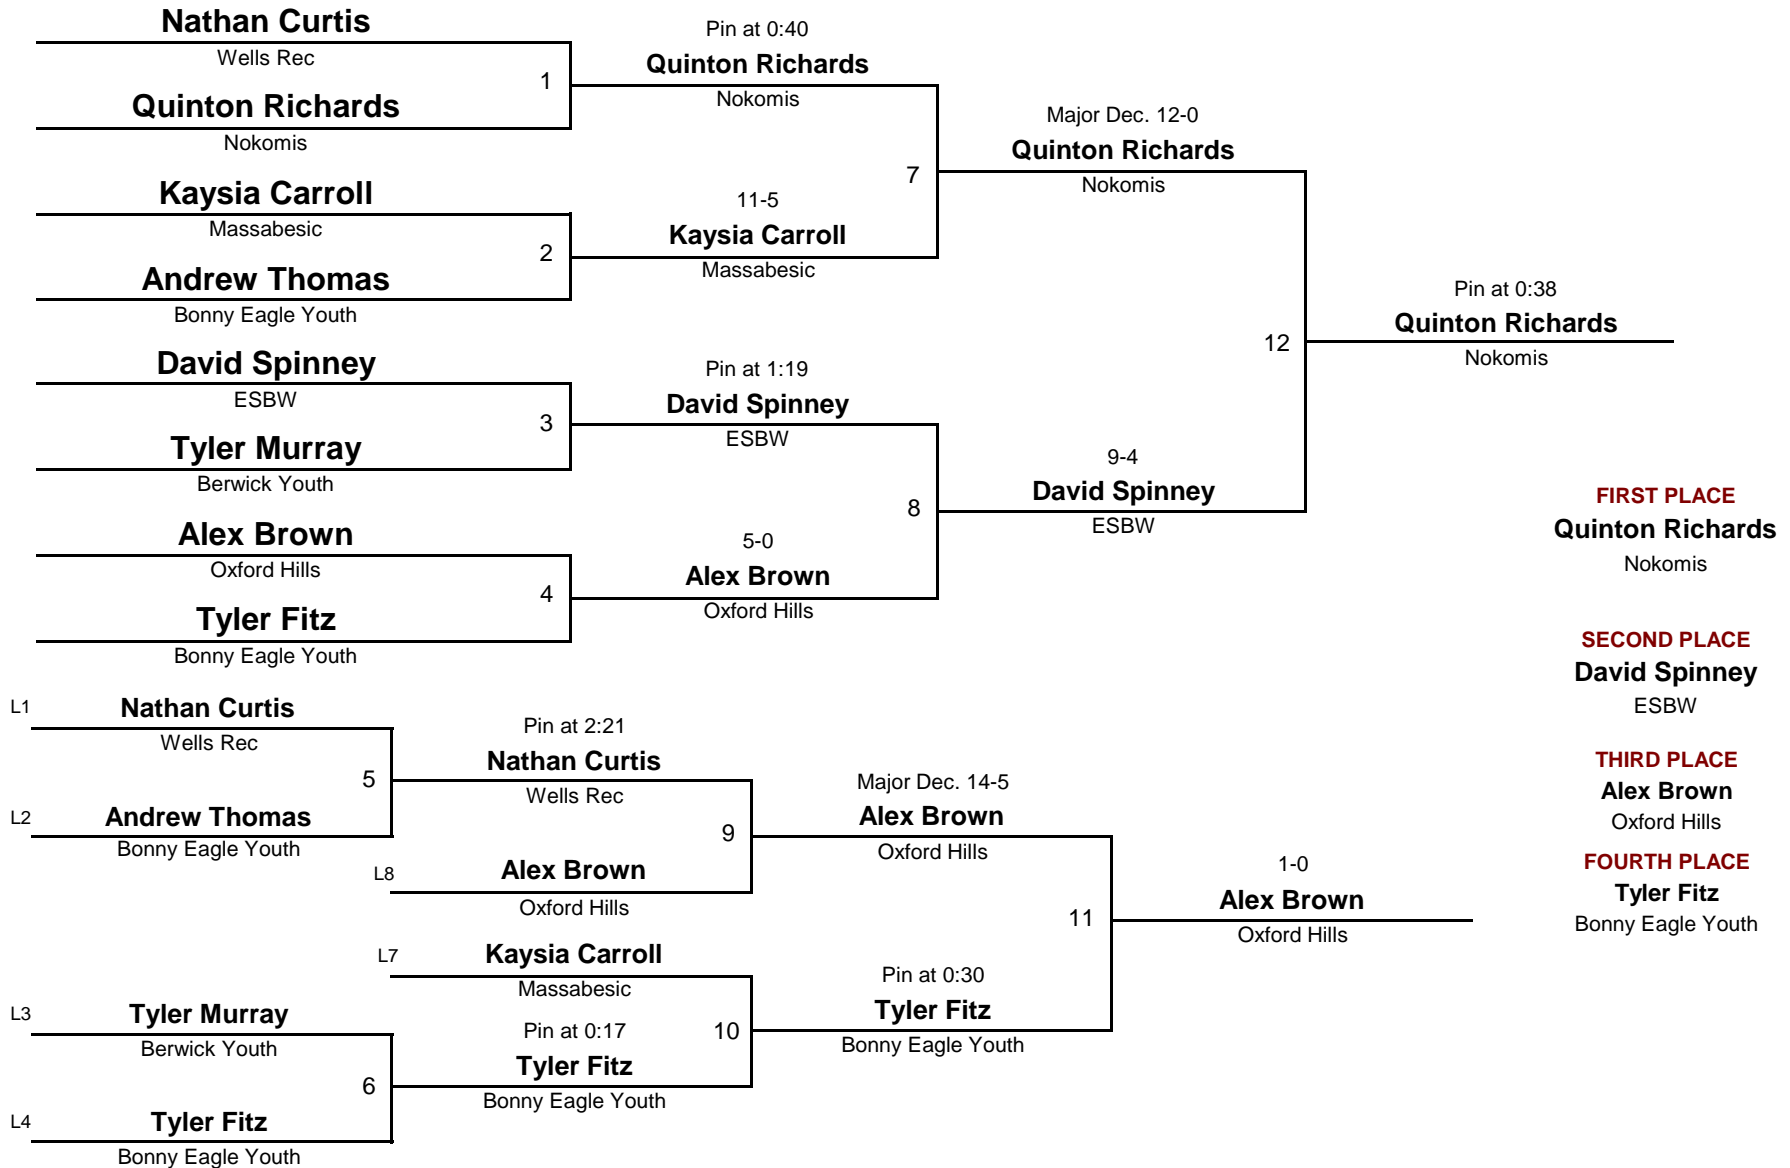 Nathan Curtis
Wells Rec
1
Quinton Richards
Nokomis
Kaysia Carroll
Massabesic
2
Andrew Thomas
Bonny Eagle Youth
David Spinney
ESBW
3
Tyler Murray
Berwick Youth
Alex Brown
Oxford Hills
4
Tyler Fitz
Bonny Eagle Youth
Pin at 0:40
Quinton Richards
Nokomis
7
11-5
Kaysia Carroll
Massabesic
Pin at 1:19
David Spinney
ESBW
8
5-0
Alex Brown
Oxford Hills
Major Dec. 12-0
Quinton Richards
Nokomis
12
9-4
David Spinney
ESBW
Pin at 0:38
Quinton Richards
Nokomis
L1
Nathan Curtis
Wells Rec
5
L2
Andrew Thomas
Bonny Eagle Youth
L3
Tyler Murray
Berwick Youth
6
L4
Tyler Fitz
Bonny Eagle Youth
Pin at 2:21
Nathan Curtis
Wells Rec
9
L8
Alex Brown
Oxford Hills
L7
Kaysia Carroll
Massabesic
10
Pin at 0:17
Tyler Fitz
Bonny Eagle Youth
Major Dec. 14-5
Alex Brown
Oxford Hills
11
Pin at 0:30
Tyler Fitz
Bonny Eagle Youth
1-0
Alex Brown
Oxford Hills
FIRST PLACE
Quinton Richards
Nokomis
SECOND PLACE
David Spinney
ESBW
THIRD PLACE
Alex Brown
Oxford Hills
FOURTH PLACE
Tyler Fitz
Bonny Eagle Youth